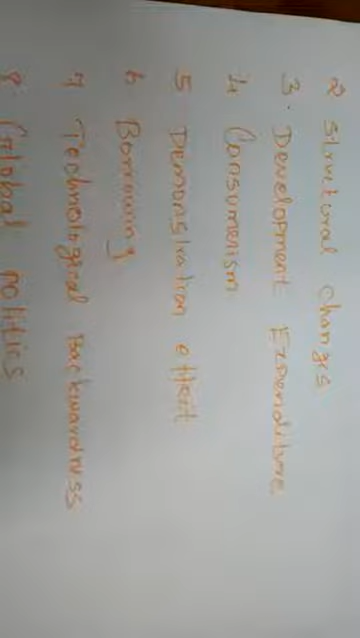 2 Structural Changes
3. Development Expenditure
4 Consumerism
5 Demonstration effect
6 Borrowing
7 Technological Backwardness
8 Global politics